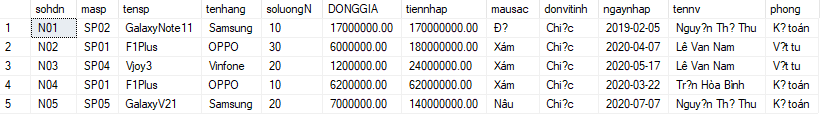 sohdn masp tensp tenhang soluongN DONGGIA tiennhap mausac donvitinh ngaynhap tennv phong
1 N01 SP02 GalaxyNote11 Samsung 10 17000000.00 170000000.00 Đ? Chi?c 2019-02-05 Nguy?n Th? Thu K? toán
2 N02 SP01 F1Plus OPPO 30 6000000.00 180000000.00 Xám Chi?c 2020-04-07 Lê Van Nam V?t tu
3 N03 SP04 Vjoy3 Vinfone 20 1200000.00 24000000.00 Xám Chi?c 2020-05-17 Lê Van Nam V?t tu
4 N04 SP01 F1Plus OPPO 10 6200000.00 62000000.00 Xám Chi?c 2020-03-22 Tr?n Hòa Bình K? toán
5 N05 SP05 GalaxyV21 Samsung 20 7000000.00 140000000.00 Nâu Chi?c 2020-07-07 Nguy?n Th? Thu K? toán